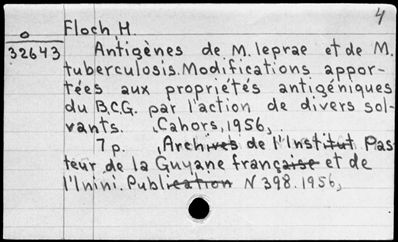 4
Floch H.
o
32643
Antigènes de M. leprae et de M.
tuberculosis. Modifications appor-
tées aux propriétés antigéniques
du B.C.G. par l'action de divers sol-
vants. , Cahors, 1956, .
7 p. , Archives de l'Institut Pas-
teur de la Guyane française et de
l'Inini. Publication N 398. 1956,